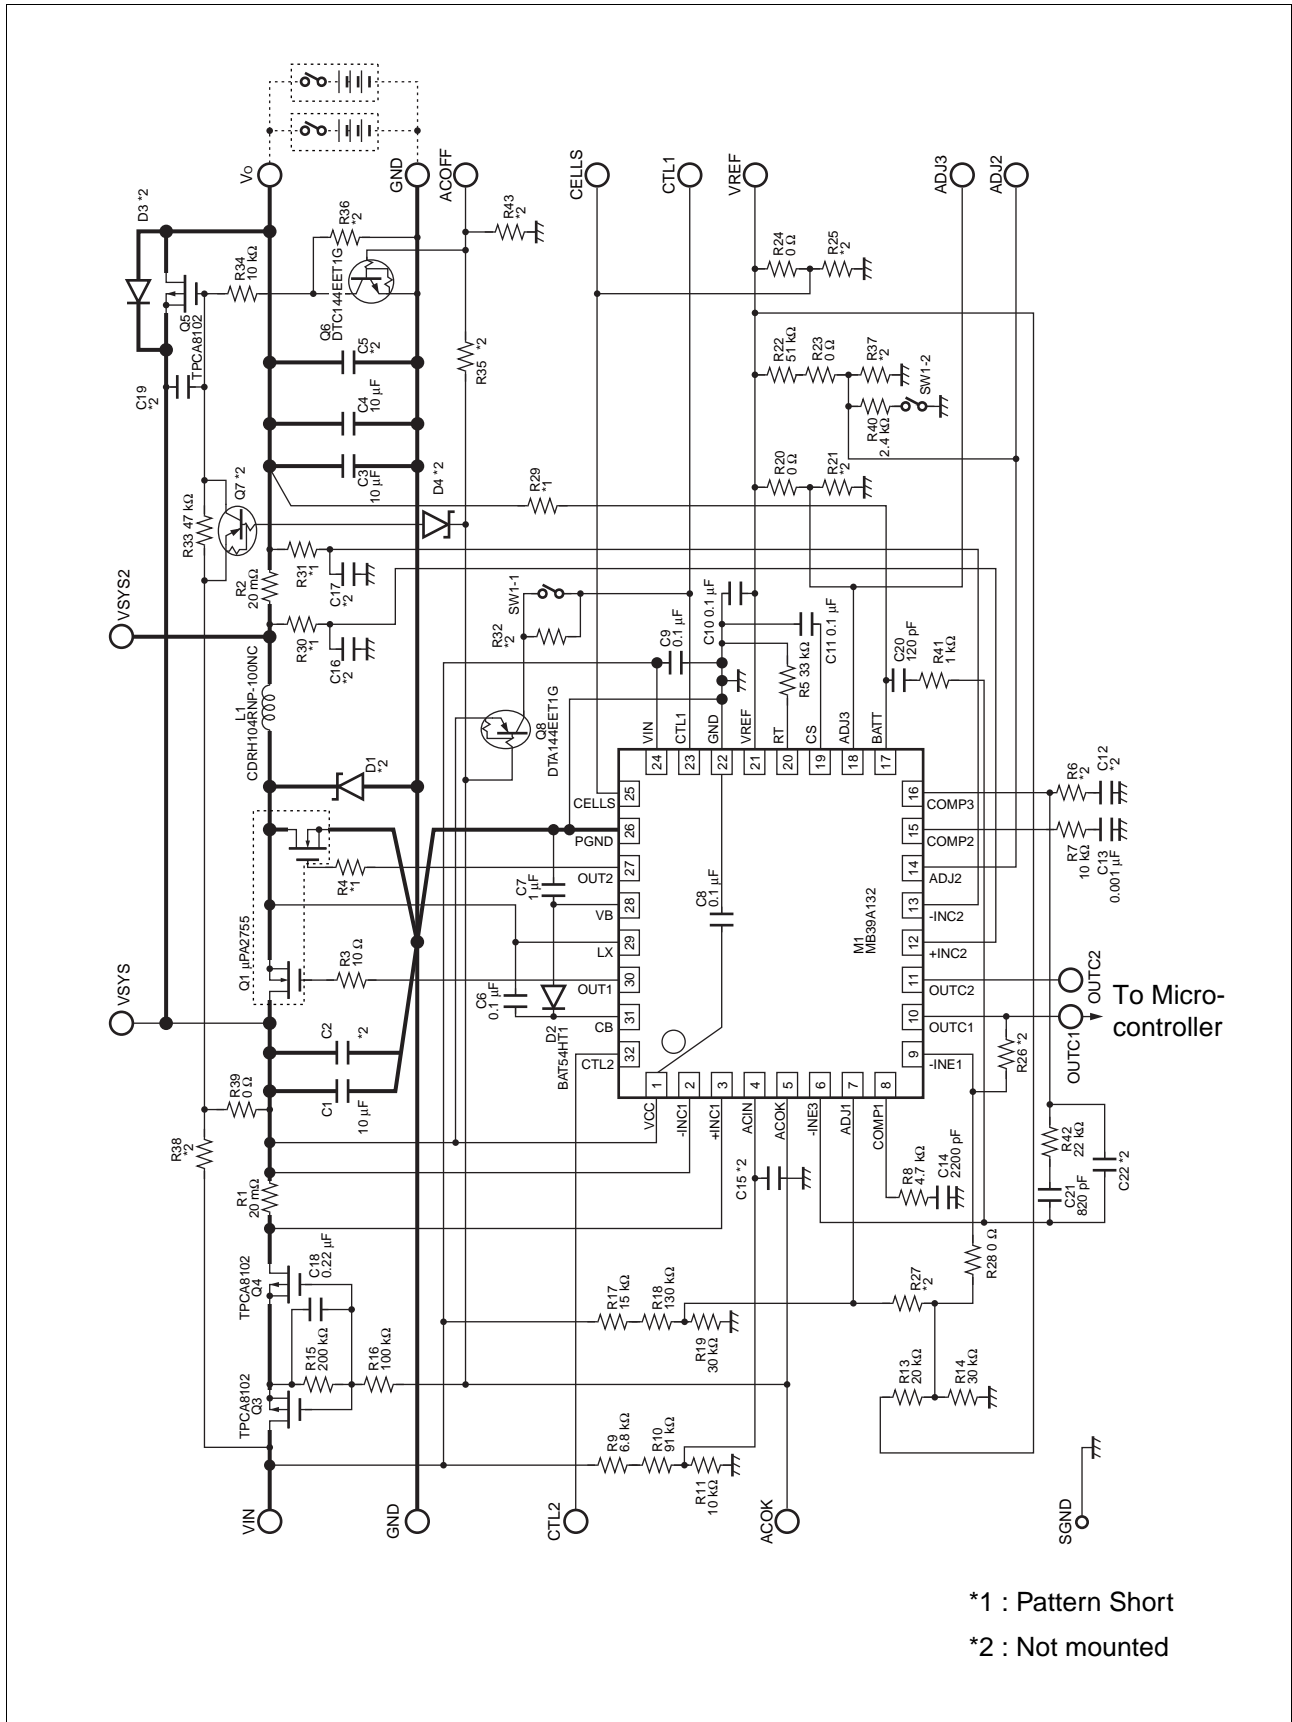 D3 *2
VO
GND
ACOFF
CELLS
CTL1
VREF
ADJ3
ADJ2
R34
10 kΩ
R36
*2
R43
*2
Q5
TPCA8102
Q6
DTC144EET1G
C19
*2
C5
*2
C4
10 µF
C3
10 µF
R35 *2
R24
0 Ω
R25
*2
R22
51 kΩ
R23
0 Ω
R37
*2
R40
2.4 kΩ
SW1-2
R20
0 Ω
R21
*2
R33 47 kΩ
Q7 *2
D4 *2
R29
*1
VSYS2
R2
20 mΩ
R31
*1
C17
*2
R30
*1
C16
*2
SW1-1
R32
*2
C9
0.1 µF
C10 0.1 µF
R5 33 kΩ
C11 0.1 µF
C20
120 pF
R41
1 kΩ
L1
CDRH104RNP-100NC
Q8
DTA144EET1G
D1
*2
VIN
CTL1
GND
VREF
RT
CS
ADJ3
BATT
24
23
22
21
20
19
18
17
CELLS
25
PGND
26
OUT2
27
VB
28
LX
29
OUT1
30
CB
31
CTL2
32
16
COMP3
15
COMP2
14
ADJ2
13
-INC2
12
+INC2
11
OUTC2
10
OUTC1
9
-INE1
R6
*2
C12
*2
R7
10 kΩ
C13
0.001 µF
R4
*1
C7
1 µF
C8
0.1 µF
M1
MB39A132
Q1 µPA2755
R3
10 Ω
C6
0.1 µF
D2
BAT54HT1
VSYS
C2
*2
C1
10 µF
OUTC2
OUTC1
To Micro-
controller
R26 *2
1
2
3
4
5
6
7
8
VCC
-INC1
+INC1
ACIN
ACOK
-INE3
ADJ1
COMP1
R39
0 Ω
R38
*2
R1
20 mΩ
C15 *2
R8
4.7 kΩ
C14
2200 pF
R42
22 kΩ
C21
820 pF
C22 *2
R28 0 Ω
TPCA8102
Q4
C18
0.22 µF
R15
200 kΩ
R16
100 kΩ
TPCA8102
Q3
R17
15 kΩ
R18
130 kΩ
R19
30 kΩ
R27
*2
R13
20 kΩ
R14
30 kΩ
R9
6.8 kΩ
R10
91 kΩ
R11
10 kΩ
VIN
GND
CTL2
ACOK
SGND
*1 : Pattern Short
*2 : Not mounted